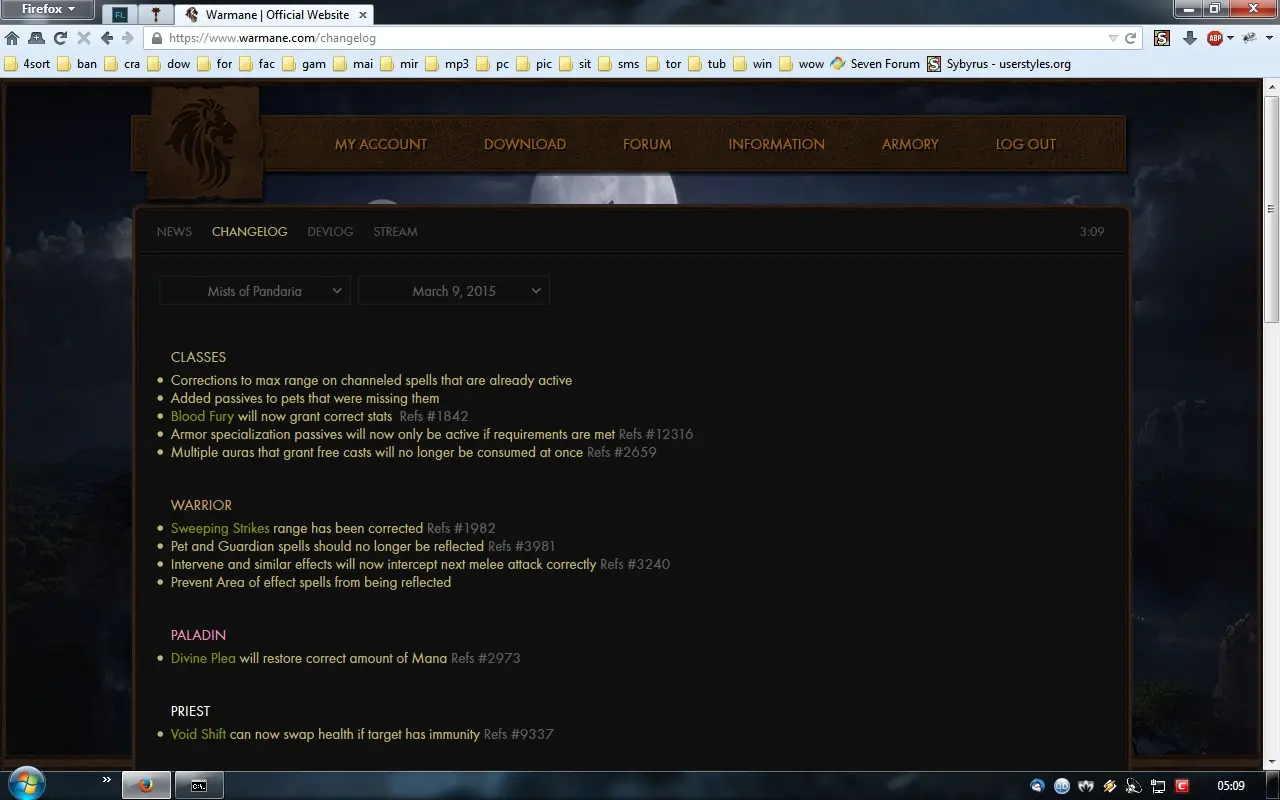 Firefox
FL
Warmane | Official Website
https://www.warmane.com/changelog
S
ABP
4sort ban cra dow for fac gam mai mir mp3 pc pic sit sms tor tub win wow Seven Forum S Sybyrus - userstyles.org
MY ACCOUNT DOWNLOAD FORUM INFORMATION ARMORY LOG OUT
NEWS CHANGELOG DEVLOG STREAM 3:09
Mists of Pandaria March 9, 2015
CLASSES
Corrections to max range on channeled spells that are already active
Added passives to pets that were missing them
Blood Fury will now grant correct stats Refs #1842
Armor specialization passives will now only be active if requirements are met Refs #12316
Multiple auras that grant free casts will no longer be consumed at once Refs #2659
WARRIOR
Sweeping Strikes range has been corrected Refs #1982
Pet and Guardian spells should no longer be reflected Refs #3981
Intervene and similar effects will now intercept next melee attack correctly Refs #3240
Prevent Area of effect spells from being reflected
PALADIN
Divine Plea will restore correct amount of Mana Refs #2973
PRIEST
Void Shift can now swap health if target has immunity Refs #9337
C:\. qb C 05:09